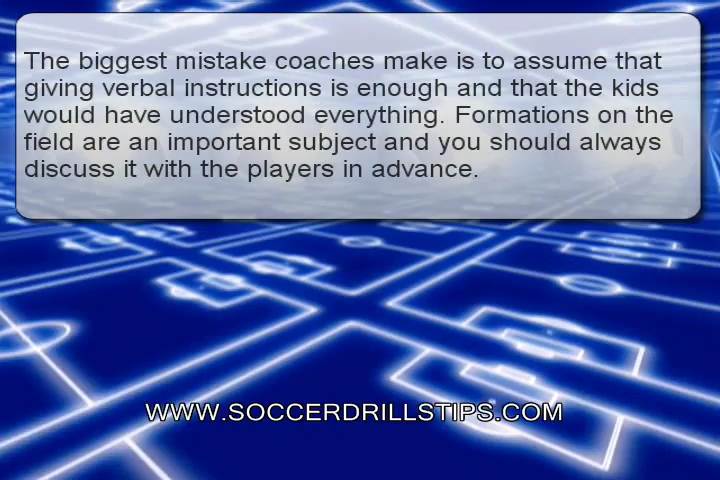 The biggest mistake coaches make is to assume that
giving verbal instructions is enough and that the kids
would have understood everything. Formations on the
field are an important subject and you should always
discuss it with the players in advance.
WWW.SOCCERDRILLSTIPS.COM